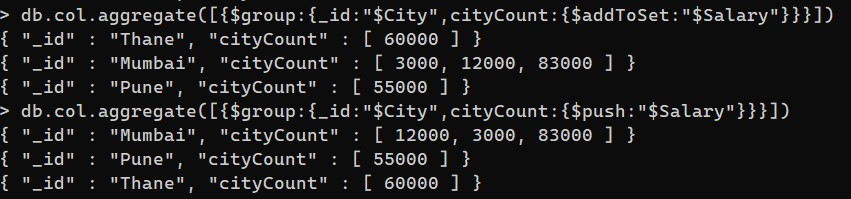 > db.col.aggregate([{$group:{_id:"$City",cityCount:{$addToSet:"$Salary"}}}])
{ "_id" : "Thane", "cityCount" : [ 60000 ] }
{ "_id" : "Mumbai", "cityCount" : [ 3000, 12000, 83000 ] }
{ "_id" : "Pune", "cityCount" : [ 55000 ] }
> db.col.aggregate([{$group:{_id:"$City",cityCount:{$push:"$Salary"}}}])
{ "_id" : "Mumbai", "cityCount" : [ 12000, 3000, 83000 ] }
{ "_id" : "Pune", "cityCount" : [ 55000 ] }
{ "_id" : "Thane", "cityCount" : [ 60000 ] }